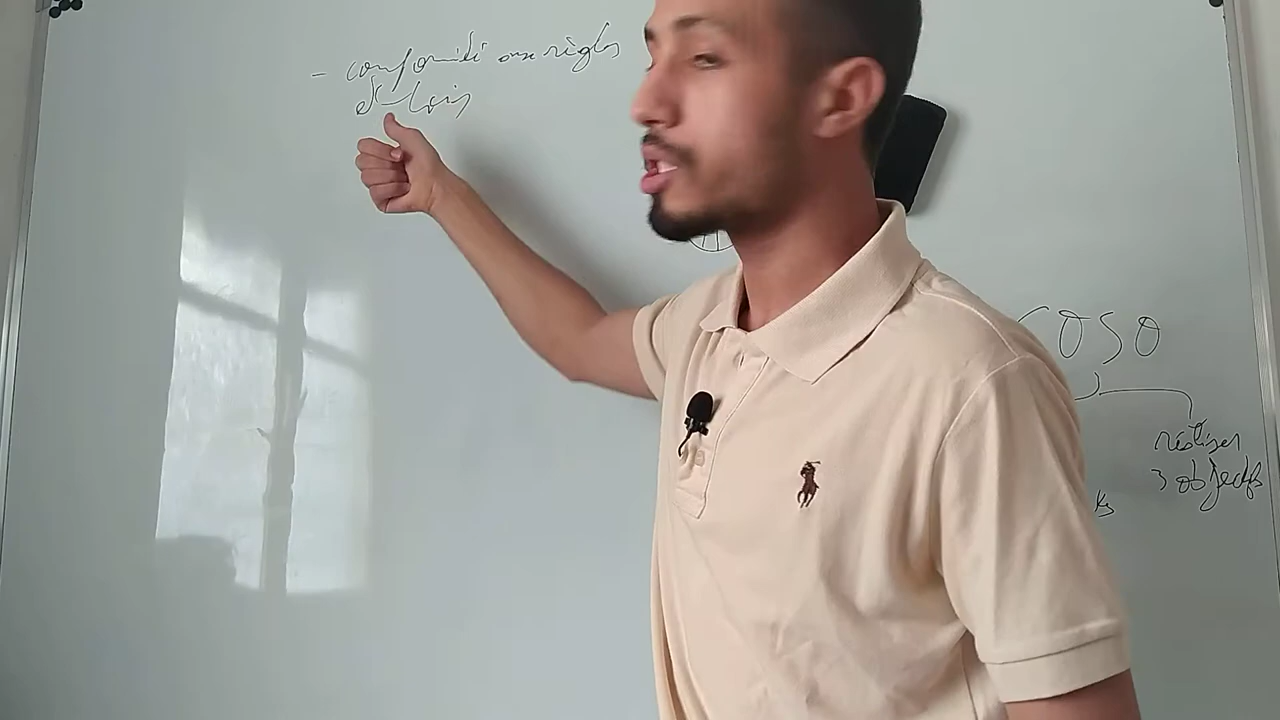 - conformité aux règles
et lois
COSO
réaliser
3 objectifs